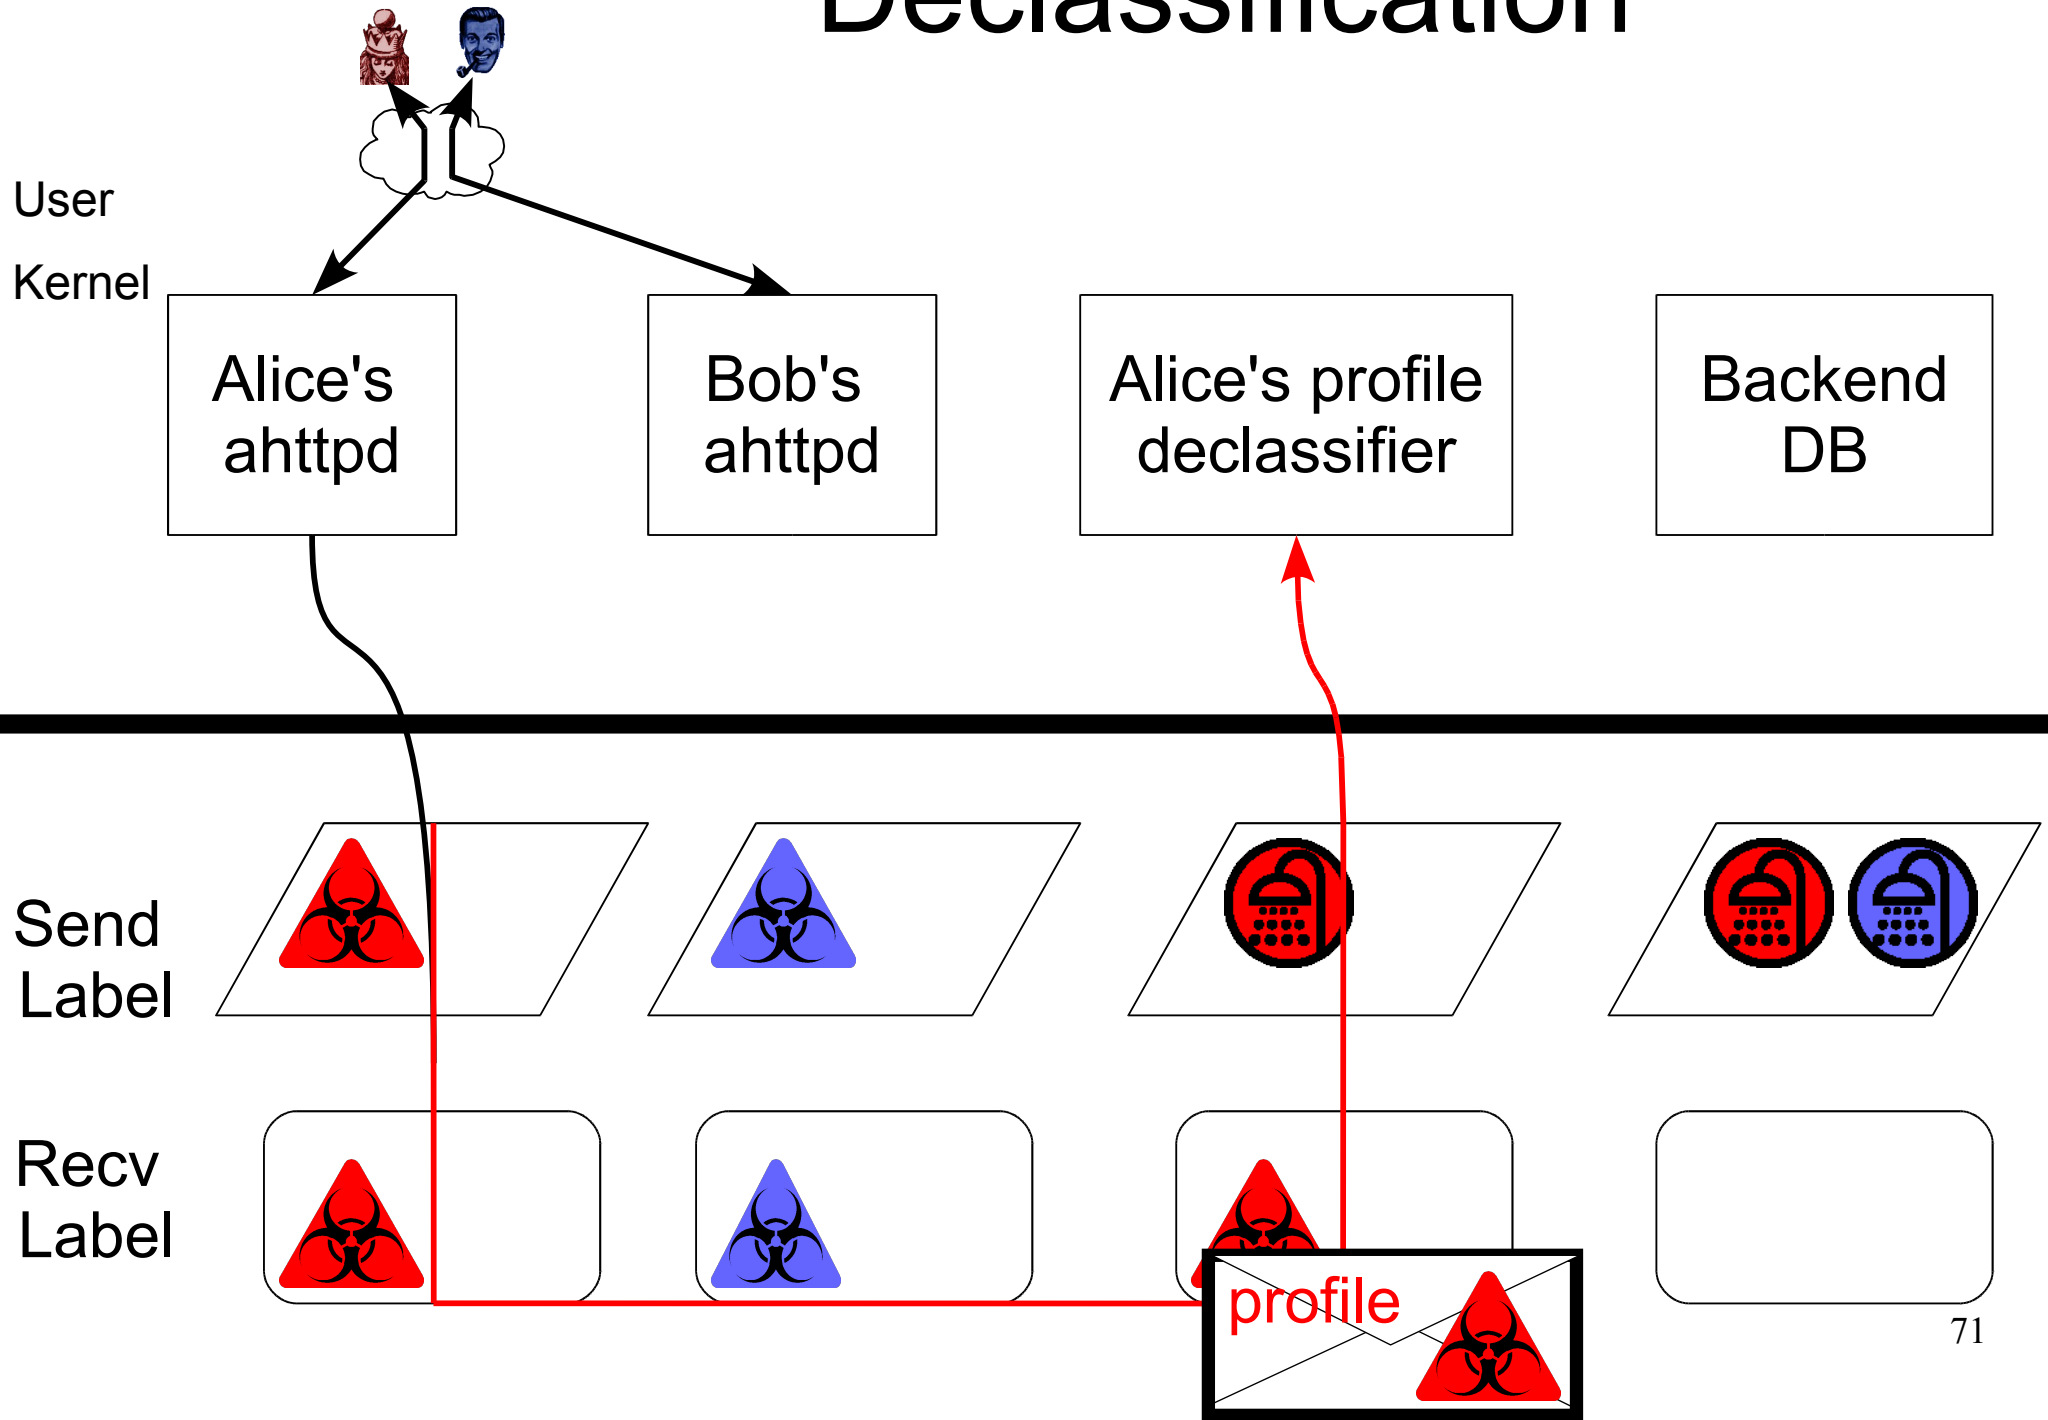 Declassification
User
Kernel
Alice's
ahttpd
Bob's
ahttpd
Alice's profile
declassifier
Backend
DB
Send
Label
Recv
Label
profile
71